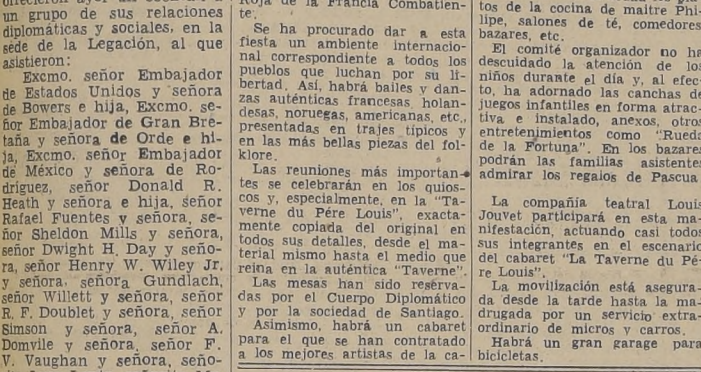 un grupo de sus relaciones
diplomáticas y sociales, en la
sede de la Legación, al que
asistieron:
Excmo. señor Embajador
de Estados Unidos y señora
de Bowers e hija, Excmo. se-
ñor Embajador de Gran Bre-
taña y señora de Orde e hi-
ja, Excmo. señor Embajador
de México y señora de Ro-
dríguez, señor Donald R.
Heath y señora e hija, señor
Rafael Fuentes y señora, se-
ñor Sheldon Mills y señora,
señor Dwight H. Day y seño-
ra, señor Henry W. Wiley Jr.
y señora, señora Gundlach,
señor Willett y señora, señor
R. F. Doublet y señora, señor
Simson y señora, señor A.
Domvile y señora, señor F.
V. Vaughan y señora, seño-
Roja de la Francia Combatien-
te.
Se ha procurado dar a esta
fiesta un ambiente internacio-
nal correspondiente a todos los
pueblos que luchan por su li-
bertad. Así, habrá bailes y dan-
zas auténticas francesas, holan-
desas, noruegas, americanas, etc.,
presentadas en trajes típicos y
en las más bellas piezas del fol-
klore.
Las reuniones más importan-
tes se celebrarán en los quios-
cos y, especialmente, en la "Ta-
verne du Pére Louis", exacta-
mente copiada del original en
todos sus detalles, desde el ma-
terial mismo hasta el medio que
reina en la auténtica "Taverne".
Las mesas han sido reserva-
das por el Cuerpo Diplomático
y por la sociedad de Santiago.
Asimismo, habrá un cabaret
para el que se han contratado
a los mejores artistas de la ca-
tos de la cocina de maitre Phi-
lipe, salones de té, comedores
bazares, etc.
El comité organizador no ha
descuidado la atención de los
niños durante el día y, al efec-
to, ha adornado las canchas de
juegos infantiles en forma atrac-
tiva e instalado, anexos, otros
entretenimientos como "Rueda
de la Fortuna". En los bazares
podrán las familias asistentes
admirar los regalos de Pascua
La compañía teatral Louis
Jouvet participará en esta ma-
nifestación, actuando casi todos
sus integrantes en el escenario
del cabaret "La Taverne du Pé-
re Louis".
La movilización está asegura-
da desde la tarde hasta la ma-
drugada por un servicio extra-
ordinario de micros y carros.
Habrá un gran garage para
bicicletas.